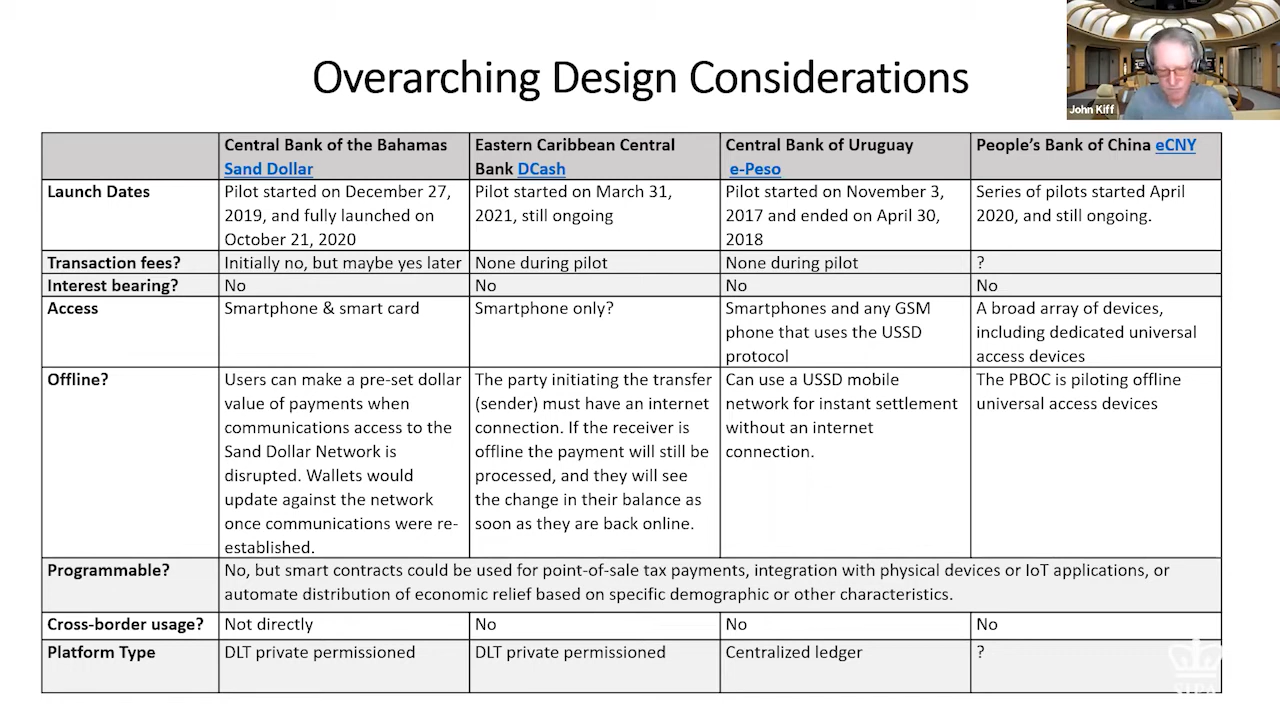 Overarching Design Considerations
John Kiff
Central Bank of the Bahamas
Sand Dollar
Eastern Caribbean Central
Bank DCash
Central Bank of Uruguay
e-Peso
People's Bank of China eCNY
Launch Dates
Pilot started on December 27,
2019, and fully launched on
October 21, 2020
Pilot started on March 31,
2021, still ongoing
Pilot started on November 3,
2017 and ended on April 30,
2018
Series of pilots started April
2020, and still ongoing.
Transaction fees?
Initially no, but maybe yes later
None during pilot
None during pilot
?
Interest bearing?
No
No
No
No
Access
Smartphone & smart card
Smartphone only?
Smartphones and any GSM
phone that uses the USSD
protocol
A broad array of devices,
including dedicated universal
access devices
Offline?
Users can make a pre-set dollar
value of payments when
communications access to the
Sand Dollar Network is
disrupted. Wallets would
update against the network
once communications were re-
established.
The party initiating the transfer
(sender) must have an internet
connection. If the receiver is
offline the payment will still be
processed, and they will see
the change in their balance as
soon as they are back online.
Can use a USSD mobile
network for instant settlement
without an internet
connection.
The PBOC is piloting offline
universal access devices
Programmable?
No, but smart contracts could be used for point-of-sale tax payments, integration with physical devices or IoT applications, or
automate distribution of economic relief based on specific demographic or other characteristics.
Cross-border usage?
Not directly
No
No
No
Platform Type
DLT private permissioned
DLT private permissioned
Centralized ledger
?